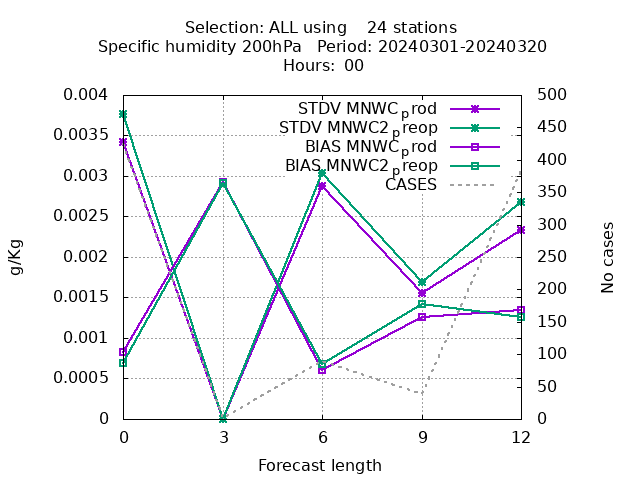 Selection: ALL using    24 stations
Specific humidity 200hPa   Period: 20240301-20240320
Hours:  00
STDV MNWC_prod
STDV MNWC2_preop
BIAS MNWC_prod
BIAS MNWC2_preop
CASES
g/Kg
0.004
0.0035
0.003
0.0025
0.002
0.0015
0.001
0.0005
0
No cases
500
450
400
350
300
250
200
150
100
50
0
0 3 6 9 12
Forecast length